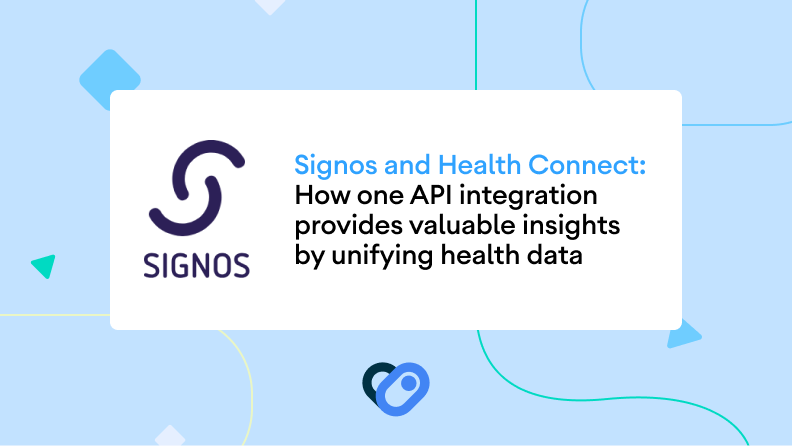 SIGNOS
Signos and Health Connect:
How one API integration
provides valuable insights
by unifying health data